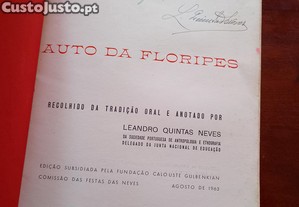 CustoJusto.pt
AUTO DA FLORIPES
RECOLHIDO DA TRADIÇÃO ORAL E ANOTADO POR
LEANDRO QUINTAS NEVES
DA SOCIEDADE PORTUGUESA DE ANTROPOLOGIA E ETNOGRAFIA
DELEGADO DA JUNTA NACIONAL DE EDUCAÇÃO
EDIÇÃO SUBSIDIADA PELA FUNDAÇÃO CALOUSTE GULBENKIAN
COMISSÃO DAS FESTAS DAS NEVES AGOSTO DE 1963